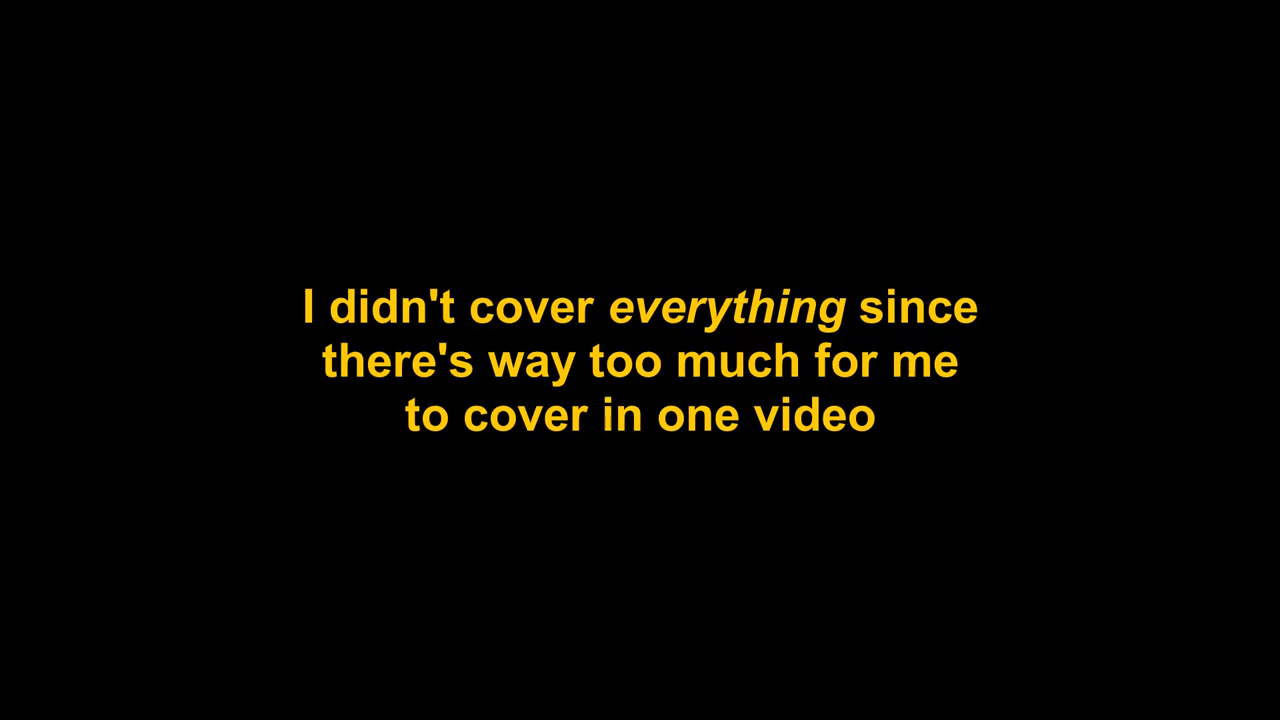 I didn't cover everything since
there's way too much for me
to cover in one video